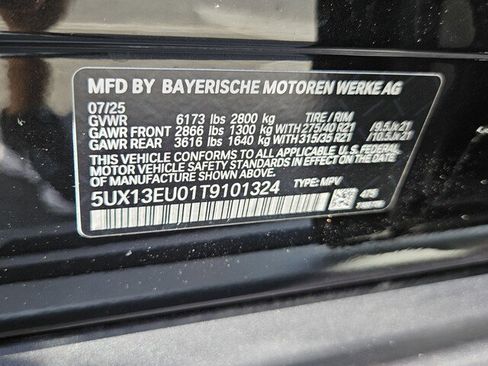 MFD BY BAYERISCHE MOTOREN WERKE AG
07/25
GVWR 6173 lbs 2800 kg TIRE / RIM
GAWR FRONT 2866 lbs 1300 kg WITH 275/40 R21 /9.5Jx21
GAWR REAR 3616 lbs 1640 kg WITH 315/35 R21 /10.5Jx21
THIS VEHICLE CONFORMS TO ALL APPLICABLE U.S. FEDERAL
MOTOR VEHICLE SAFETY STANDARDS IN EFFECT ON THE
DATE OF MANUFACTURE SHOWN ABOVE.
5UX13EU01T9101324 TYPE: MPV
475